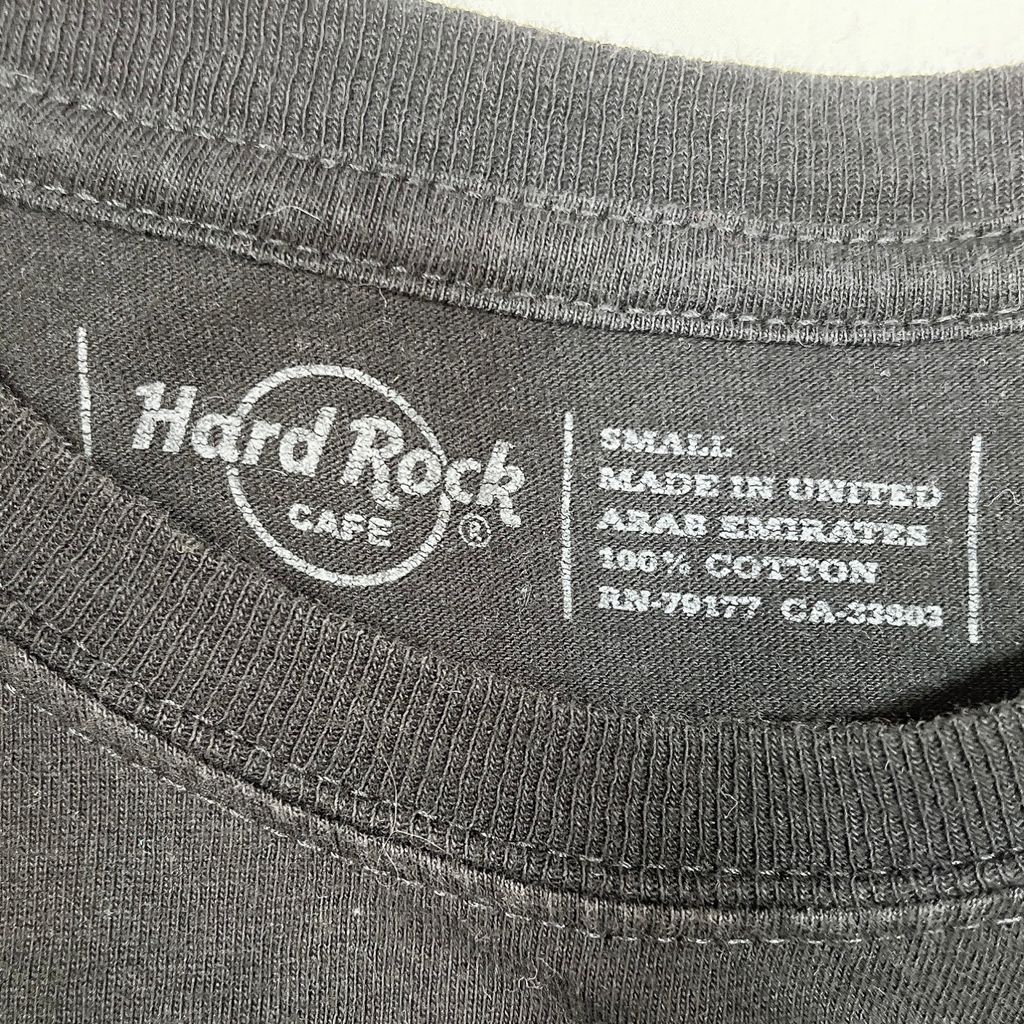 Hard Rock
CAFE
®
SMALL
MADE IN UNITED
ARAB EMIRATES
100% COTTON
RN-79177 CA-33803